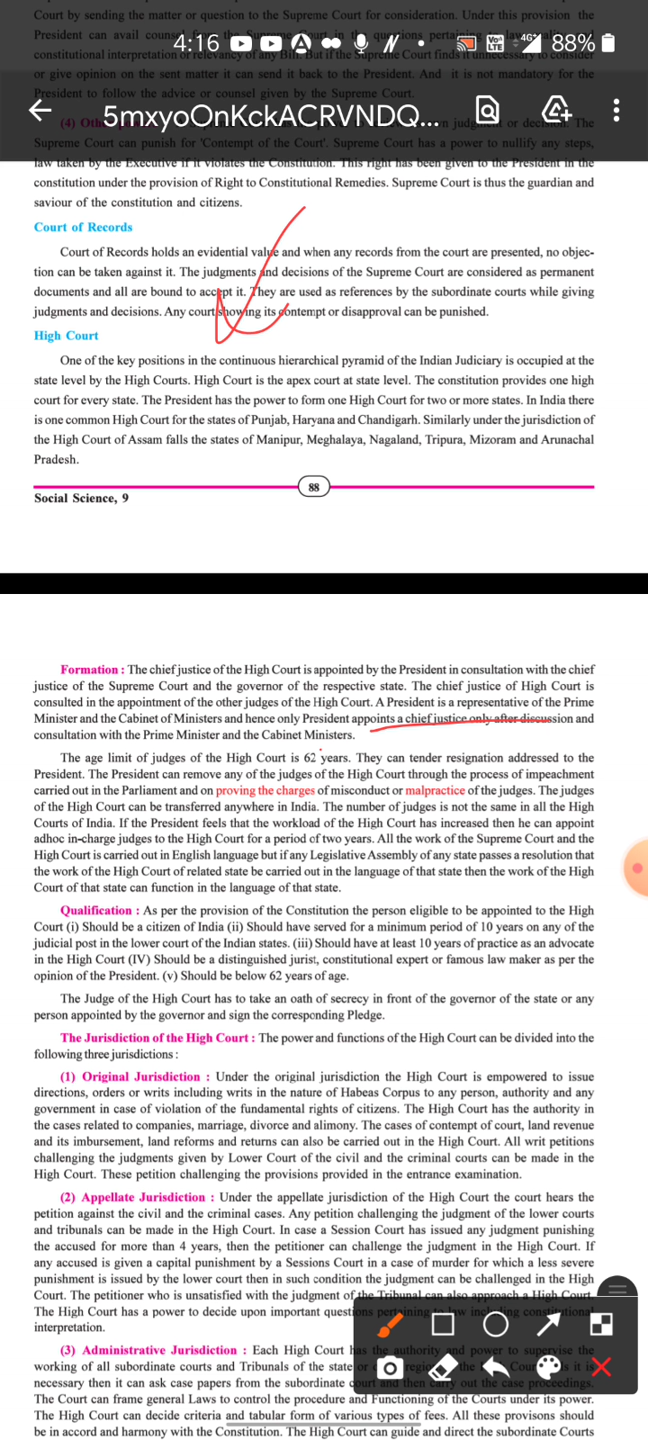 Court by sending the matter or question to the Supreme Court for consideration. Under this provision the
President can avail counsel from the Supreme Court in the questions pertaining
4:16 88%
constitutional interpretation or relevancy of any Bill. But if the Supreme Court finds it unnecessary to consider
or give opinion on the sent matter it can send it back to the President. And it is not mandatory for the
President to follow the advice or counsel given by the Supreme Court.
5mxyoOnKckACRVNDQ...
(4) judgment or decision. The
Supreme Court can punish for 'Contempt of the Court'. Supreme Court has a power to nullify any steps,
law taken by the Executive if it violates the Constitution. This right has been given to the President in the
constitution under the provision of Right to Constitutional Remedies. Supreme Court is thus the guardian and
saviour of the constitution and citizens.
Court of Records
Court of Records holds an evidential value and when any records from the court are presented, no objec-
tion can be taken against it. The judgments and decisions of the Supreme Court are considered as permanent
documents and all are bound to accept it. They are used as references by the subordinate courts while giving
judgments and decisions. Any court showing its contempt or disapproval can be punished.
High Court
One of the key positions in the continuous hierarchical pyramid of the Indian Judiciary is occupied at the
state level by the High Courts. High Court is the apex court at state level. The constitution provides one high
court for every state. The President has the power to form one High Court for two or more states. In India there
is one common High Court for the states of Punjab, Haryana and Chandigarh. Similarly under the jurisdiction of
the High Court of Assam falls the states of Manipur, Meghalaya, Nagaland, Tripura, Mizoram and Arunachal
Pradesh.
88
Social Science, 9
Formation : The chief justice of the High Court is appointed by the President in consultation with the chief
justice of the Supreme Court and the governor of the respective state. The chief justice of High Court is
consulted in the appointment of the other judges of the High Court. A President is a representative of the Prime
Minister and the Cabinet of Ministers and hence only President appoints a chief justice only after discussion and
consultation with the Prime Minister and the Cabinet Ministers.
The age limit of judges of the High Court is 62 years. They can tender resignation addressed to the
President. The President can remove any of the judges of the High Court through the process of impeachment
carried out in the Parliament and on proving the charges of misconduct or malpractice of the judges. The judges
of the High Court can be transferred anywhere in India. The number of judges is not the same in all the High
Courts of India. If the President feels that the workload of the High Court has increased then he can appoint
adhoc in-charge judges to the High Court for a period of two years. All the work of the Supreme Court and the
High Court is carried out in English language but if any Legislative Assembly of any state passes a resolution that
the work of the High Court of related state be carried out in the language of that state then the work of the High
Court of that state can function in the language of that state.
Qualification : As per the provision of the Constitution the person eligible to be appointed to the High
Court (i) Should be a citizen of India (ii) Should have served for a minimum period of 10 years on any of the
judicial post in the lower court of the Indian states. (iii) Should have at least 10 years of practice as an advocate
in the High Court (IV) Should be a distinguished jurist, constitutional expert or famous law maker as per the
opinion of the President. (v) Should be below 62 years of age.
The Judge of the High Court has to take an oath of secrecy in front of the governor of the state or any
person appointed by the governor and sign the corresponding Pledge.
The Jurisdiction of the High Court : The power and functions of the High Court can be divided into the
following three jurisdictions :
(1) Original Jurisdiction : Under the original jurisdiction the High Court is empowered to issue
directions, orders or writs including writs in the nature of Habeas Corpus to any person, authority and any
government in case of violation of the fundamental rights of citizens. The High Court has the authority in
the cases related to companies, marriage, divorce and alimony. The cases of contempt of court, land revenue
and its imbursement, land reforms and returns can also be carried out in the High Court. All writ petitions
challenging the judgments given by Lower Court of the civil and the criminal courts can be made in the
High Court. These petition challenging the provisions provided in the entrance examination.
(2) Appellate Jurisdiction : Under the appellate jurisdiction of the High Court the court hears the
petition against the civil and the criminal cases. Any petition challenging the judgment of the lower courts
and tribunals can be made in the High Court. In case a Session Court has issued any judgment punishing
the accused for more than 4 years, then the petitioner can challenge the judgment in the High Court. If
any accused is given a capital punishment by a Sessions Court in a case of murder for which a less severe
punishment is issued by the lower court then in such condition the judgment can be challenged in the High
Court. The petitioner who is unsatisfied with the judgment of the Tribunal can also approach a High Court.
The High Court has a power to decide upon important questions pertaining to law including constitutional
interpretation.
(3) Administrative Jurisdiction : Each High Court has the authority and power to supervise the
working of all subordinate courts and Tribunals of the state or
necessary then it can ask case papers from the subordinate court and then carry out the case proceedings.
The Court can frame general Laws to control the procedure and Functioning of the Courts under its power.
The High Court can decide criteria and tabular form of various types of fees. All these provisons should
be in accord and harmony with the Constitution. The High Court can guide and direct the subordinate Courts